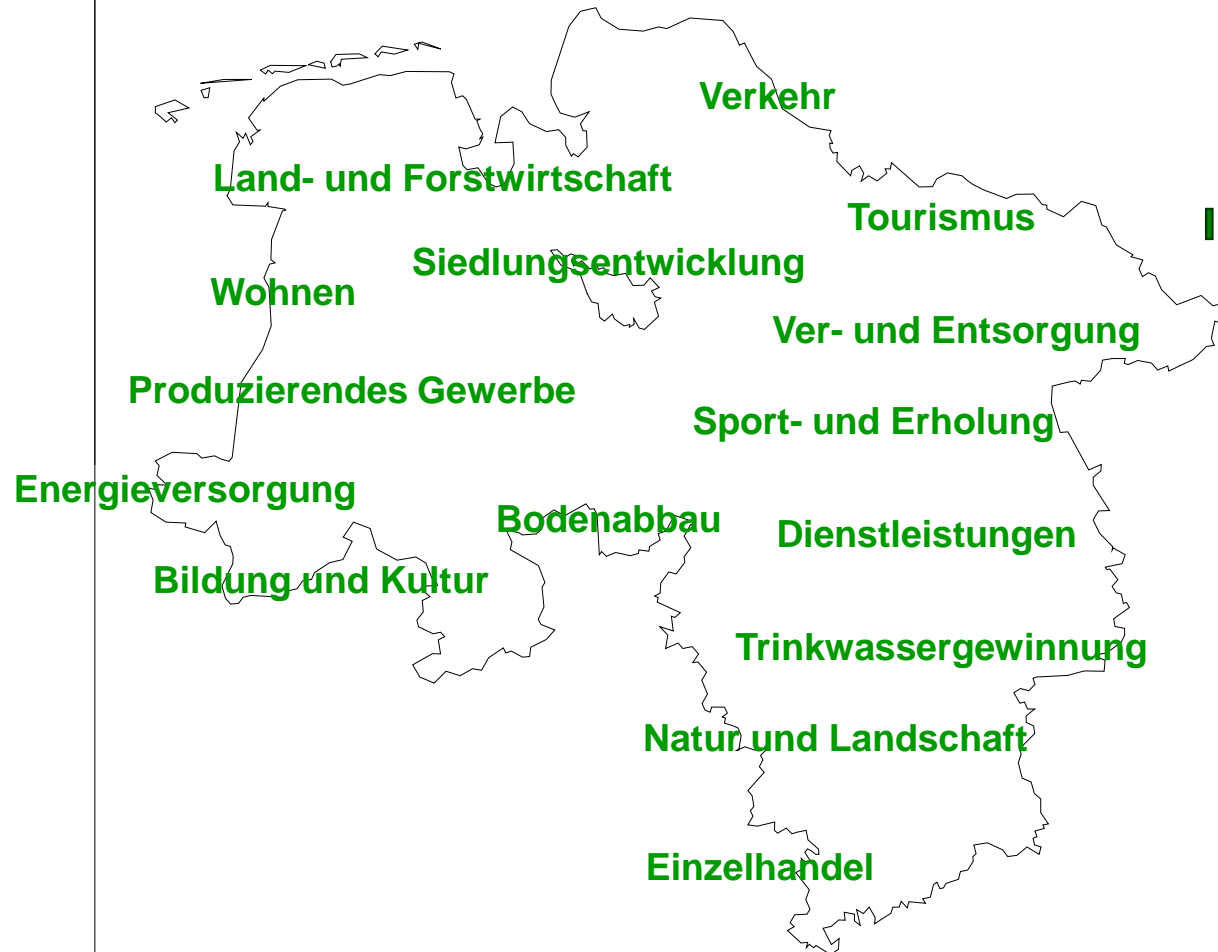 Verkehr
Land- und Forstwirtschaft
Tourismus
Siedlungsentwicklung
Wohnen
Ver- und Entsorgung
Produzierendes Gewerbe
Sport- und Erholung
Energieversorgung
Bodenabbau
Dienstleistungen
Bildung und Kultur
Trinkwassergewinnung
Natur und Landschaft
Einzelhandel